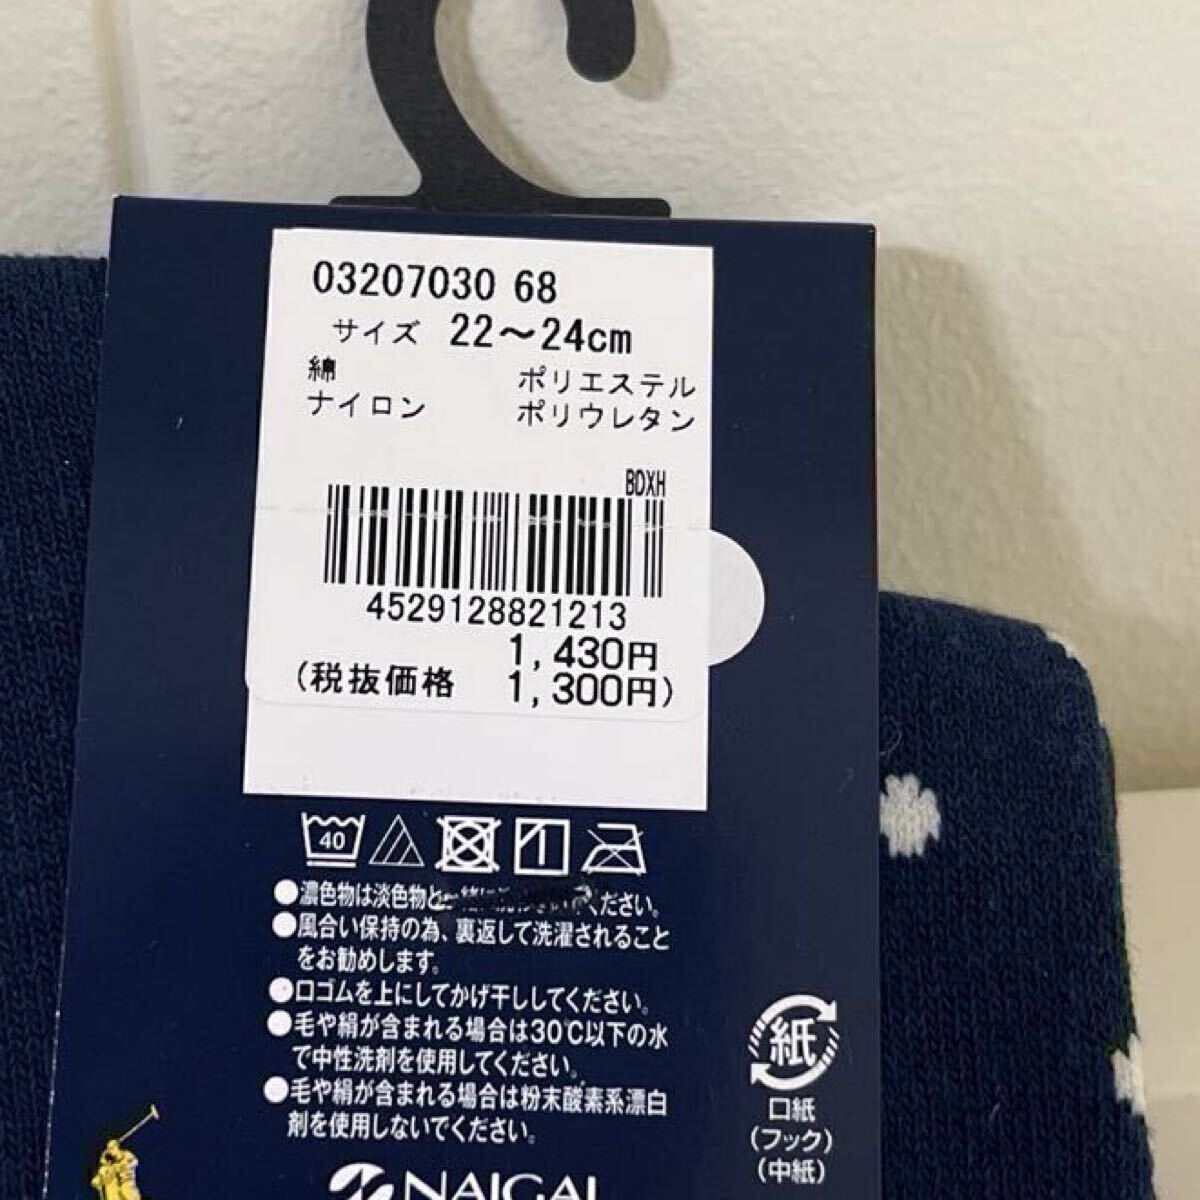 03207030 68
サイズ 22～24cm
綿 ポリエステル
ナイロン ポリウレタン
BDXH
4529128821213
1,430円
(税抜価格 1,300円)
40
●濃色物は淡色物と一緒に ください。
●風合い保持の為、裏返して洗濯されること
をお勧めします。
●口ゴムを上にしてかげ干ししてください。
●毛や絹が含まれる場合は30℃以下の水
で中性洗剤を使用してください。
●毛や絹が含まれる場合は粉末酸素系漂白
剤を使用しないでください。
紙
口紙
(フック)
(中紙)
NAIGAI